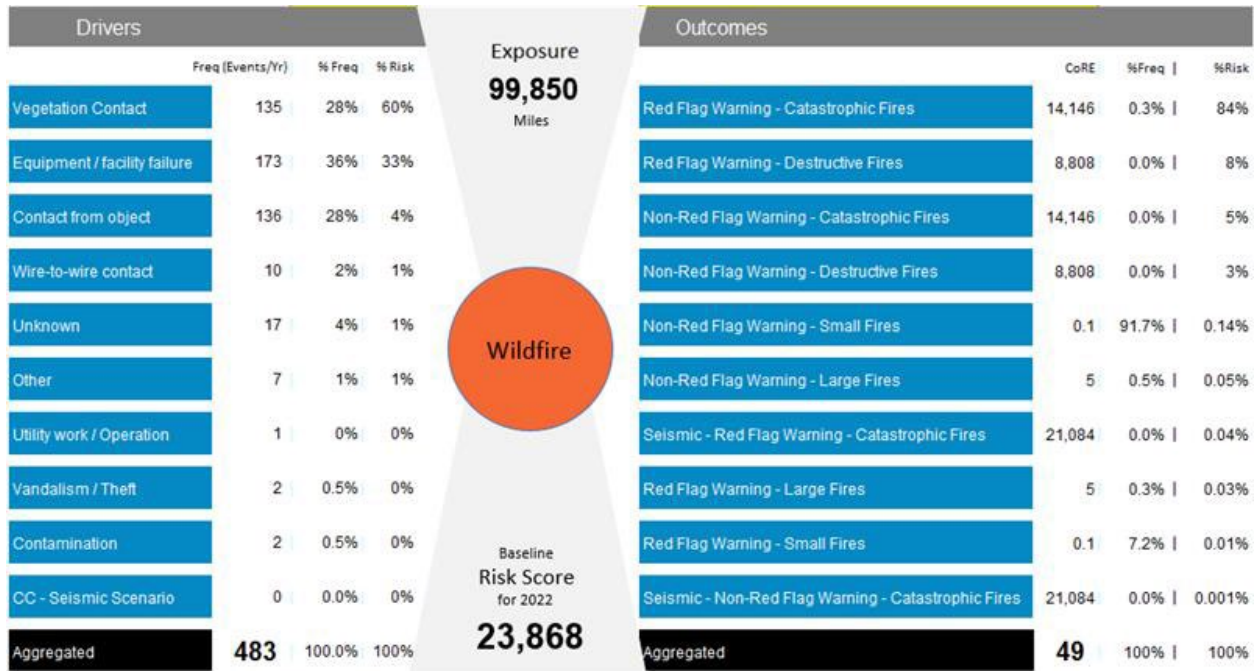 Drivers
Freq (Events/Yr) % Freq % Risk
Vegetation Contact 135 28% 60%
Equipment / facility failure 173 36% 33%
Contact from object 136 28% 4%
Wire-to-wire contact 10 2% 1%
Unknown 17 4% 1%
Other 7 1% 1%
Utility work / Operation 1 0% 0%
Vandalism / Theft 2 0.5% 0%
Contamination 2 0.5% 0%
CC - Seismic Scenario 0 0.0% 0%
Aggregated 483 100.0% 100%
Exposure
99,850
Miles
Wildfire
Baseline
Risk Score
for 2022
23,868
Outcomes
CoRE %Freq | %Risk
Red Flag Warning - Catastrophic Fires 14,146 0.3% | 84%
Red Flag Warning - Destructive Fires 8,808 0.0% | 8%
Non-Red Flag Warning - Catastrophic Fires 14,146 0.0% | 5%
Non-Red Flag Warning - Destructive Fires 8,808 0.0% | 3%
Non-Red Flag Warning - Small Fires 0.1 91.7% | 0.14%
Non-Red Flag Warning - Large Fires 5 0.5% | 0.05%
Seismic - Red Flag Warning - Catastrophic Fires 21,084 0.0% | 0.04%
Red Flag Warning - Large Fires 5 0.3% | 0.03%
Red Flag Warning - Small Fires 0.1 7.2% | 0.01%
Seismic - Non-Red Flag Warning - Catastrophic Fires 21,084 0.0% | 0.001%
Aggregated 49 100% | 100%